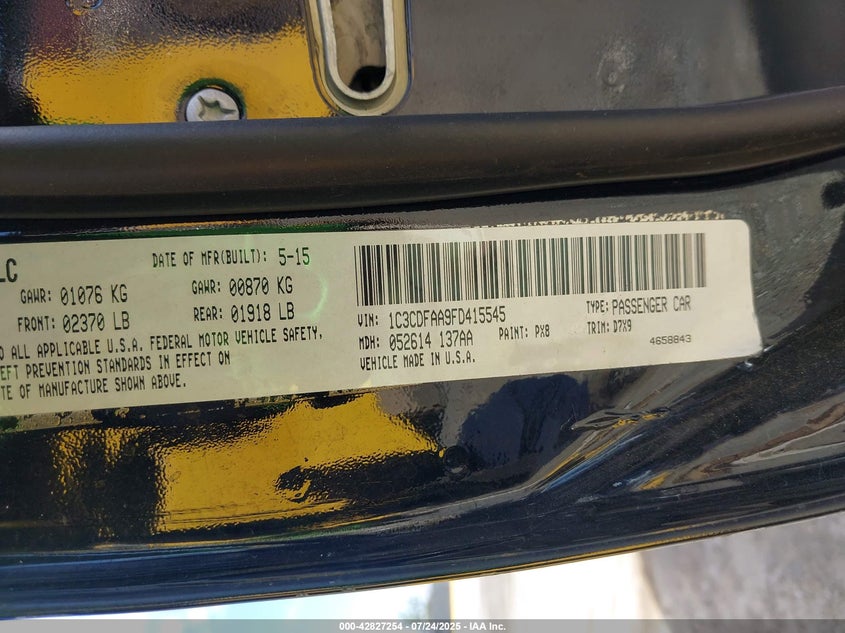 LC
DATE OF MFR(BUILT): 5-15
GAWR: 01076 KG GAWR: 00870 KG
FRONT: 02370 LB REAR: 01918 LB
O ALL APPLICABLE U.S.A. FEDERAL MOTOR VEHICLE SAFETY,
EFT PREVENTION STANDARDS IN EFFECT ON
TE OF MANUFACTURE SHOWN ABOVE.
VIN: 1C3CDFAA9FD415545 TYPE: PASSENGER CAR
MDH: 052614 137AA PAINT: PX8 TRIM: D7X9
VEHICLE MADE IN U.S.A. 4658843
000-42827254 - 07/24/2025 - IAA Inc.